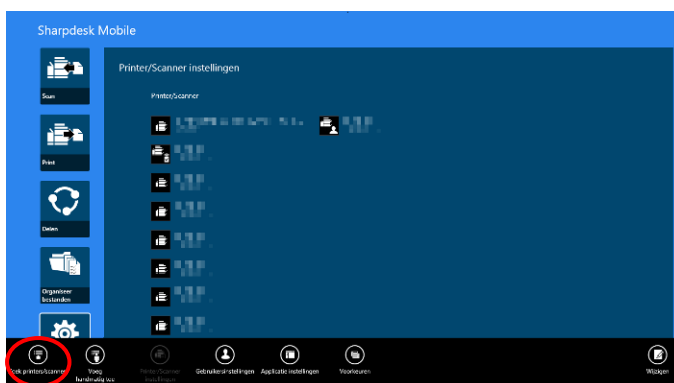 Sharpdesk Mobile
Printer/Scanner instellingen
Printer/Scanner
Scan
Print
Delen
Organiseer
bestanden
Zoek printers/scanner
Voeg
handmatig toe
Printer/Scanner
instellingen
Gebruikersinstellingen
Applicatie instellingen
Voorkeuren
Wijzigen